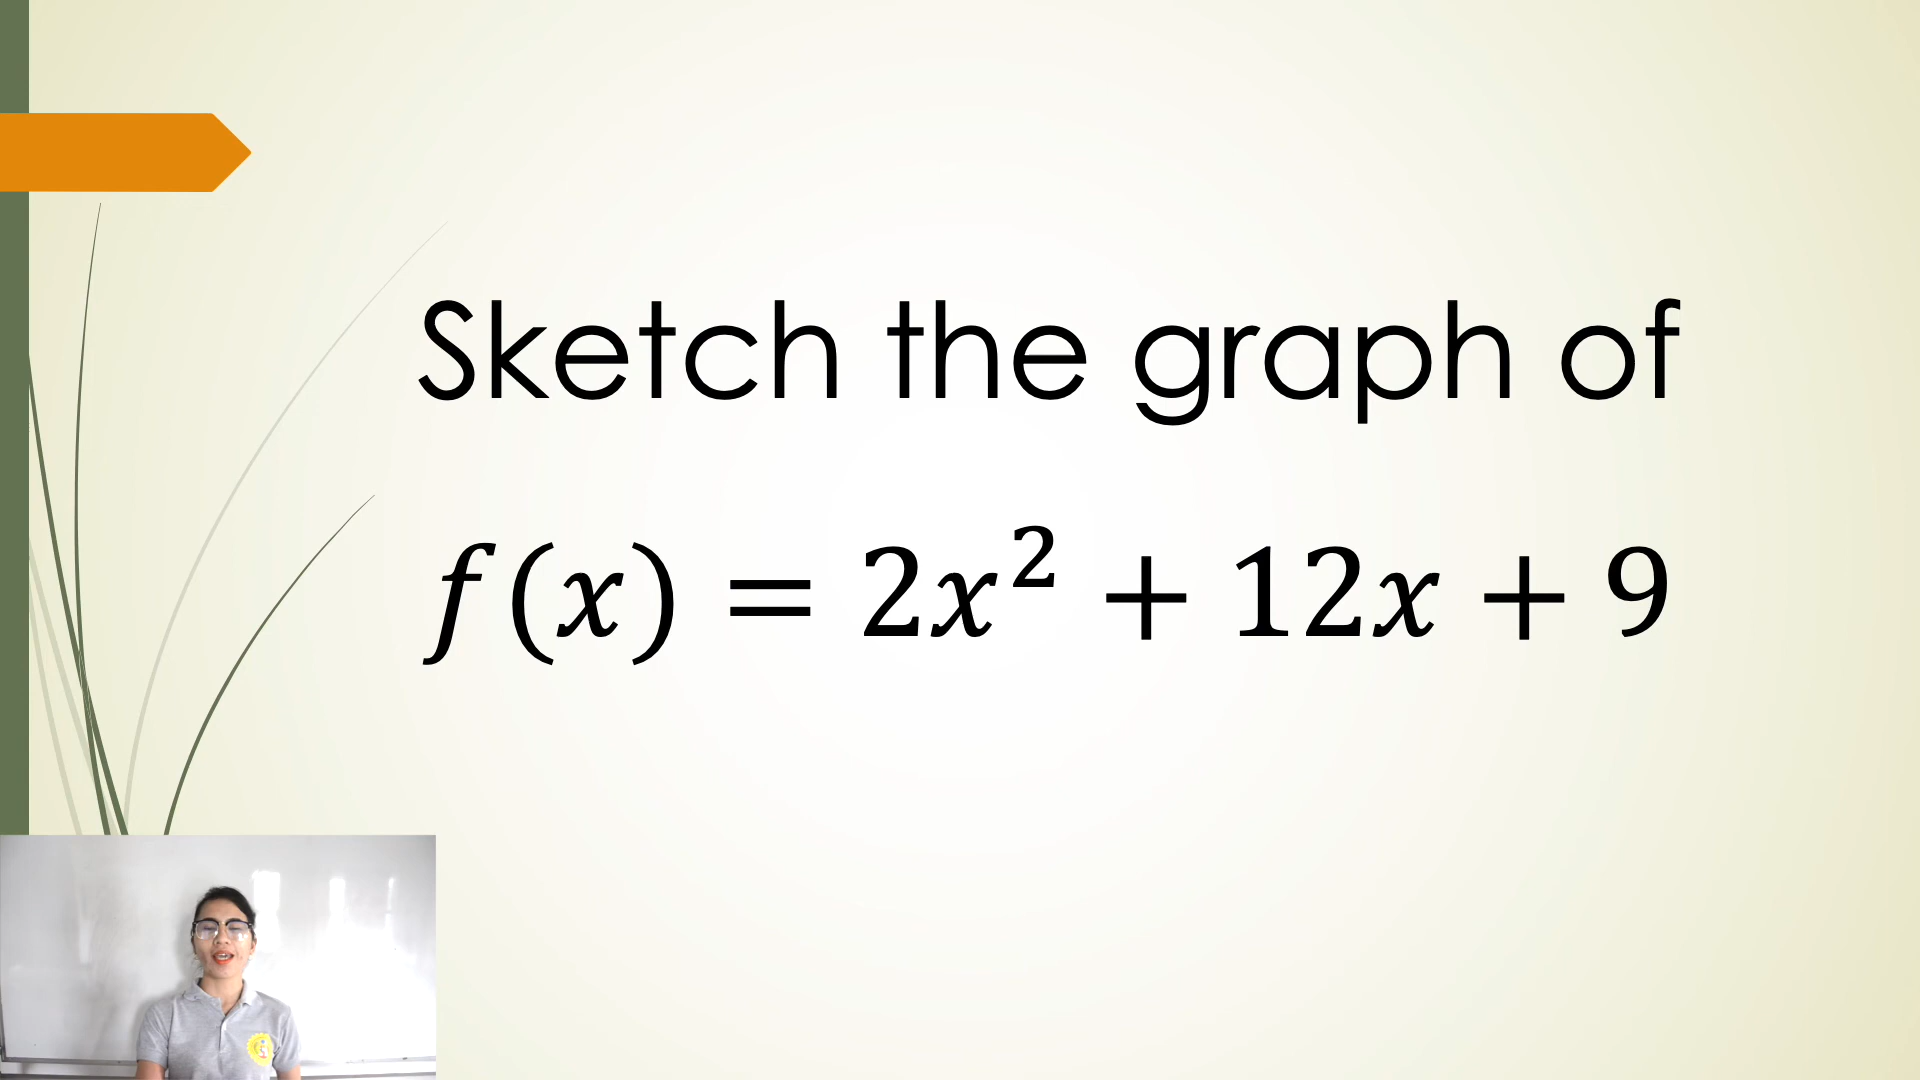 Sketch the graph of
f(x) = 2x² + 12x + 9